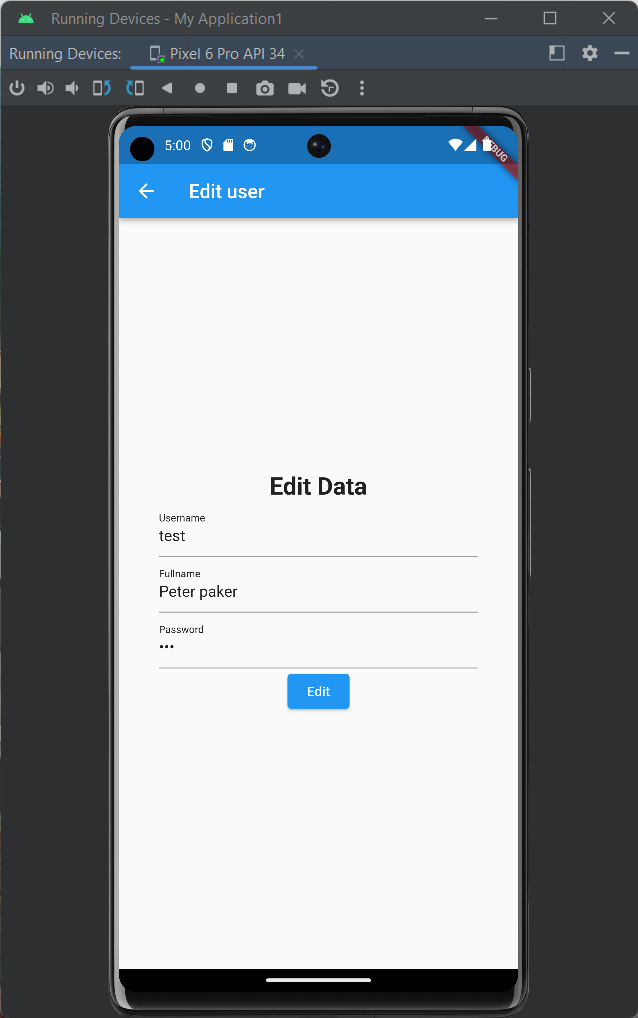 Running Devices - My Application1
Running Devices: Pixel 6 Pro API 34
5:00
DEBUG
Edit user
Edit Data
Username
test
Fullname
Peter paker
Password
•••
Edit